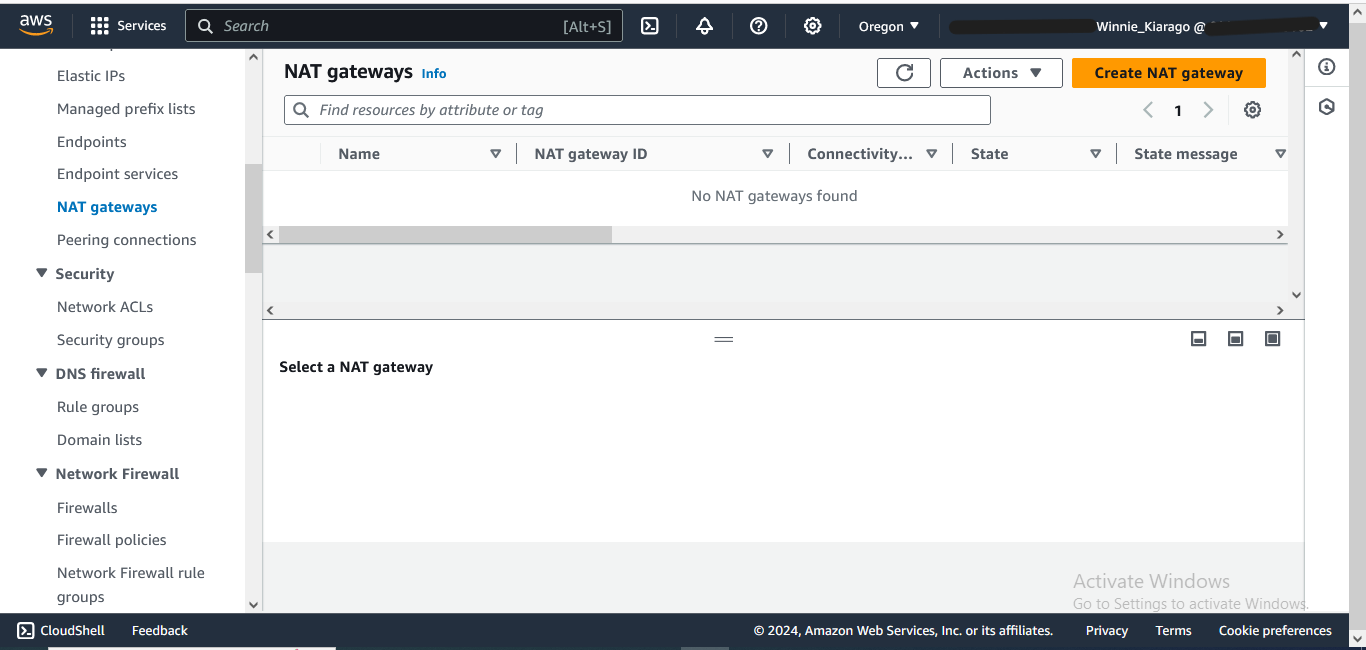 aws
Services
Search
[Alt+S]
Oregon
Winnie_Kiarago @
Elastic IPs
Managed prefix lists
Endpoints
Endpoint services
NAT gateways
Peering connections
Security
Network ACLs
Security groups
DNS firewall
Rule groups
Domain lists
Network Firewall
Firewalls
Firewall policies
Network Firewall rule
groups
NAT gateways Info
Actions
Create NAT gateway
Find resources by attribute or tag
1
Name
NAT gateway ID
Connectivity...
State
State message
No NAT gateways found
Select a NAT gateway
Activate Windows
Go to Settings to activate Windows.
CloudShell
Feedback
© 2024, Amazon Web Services, Inc. or its affiliates.
Privacy
Terms
Cookie preferences